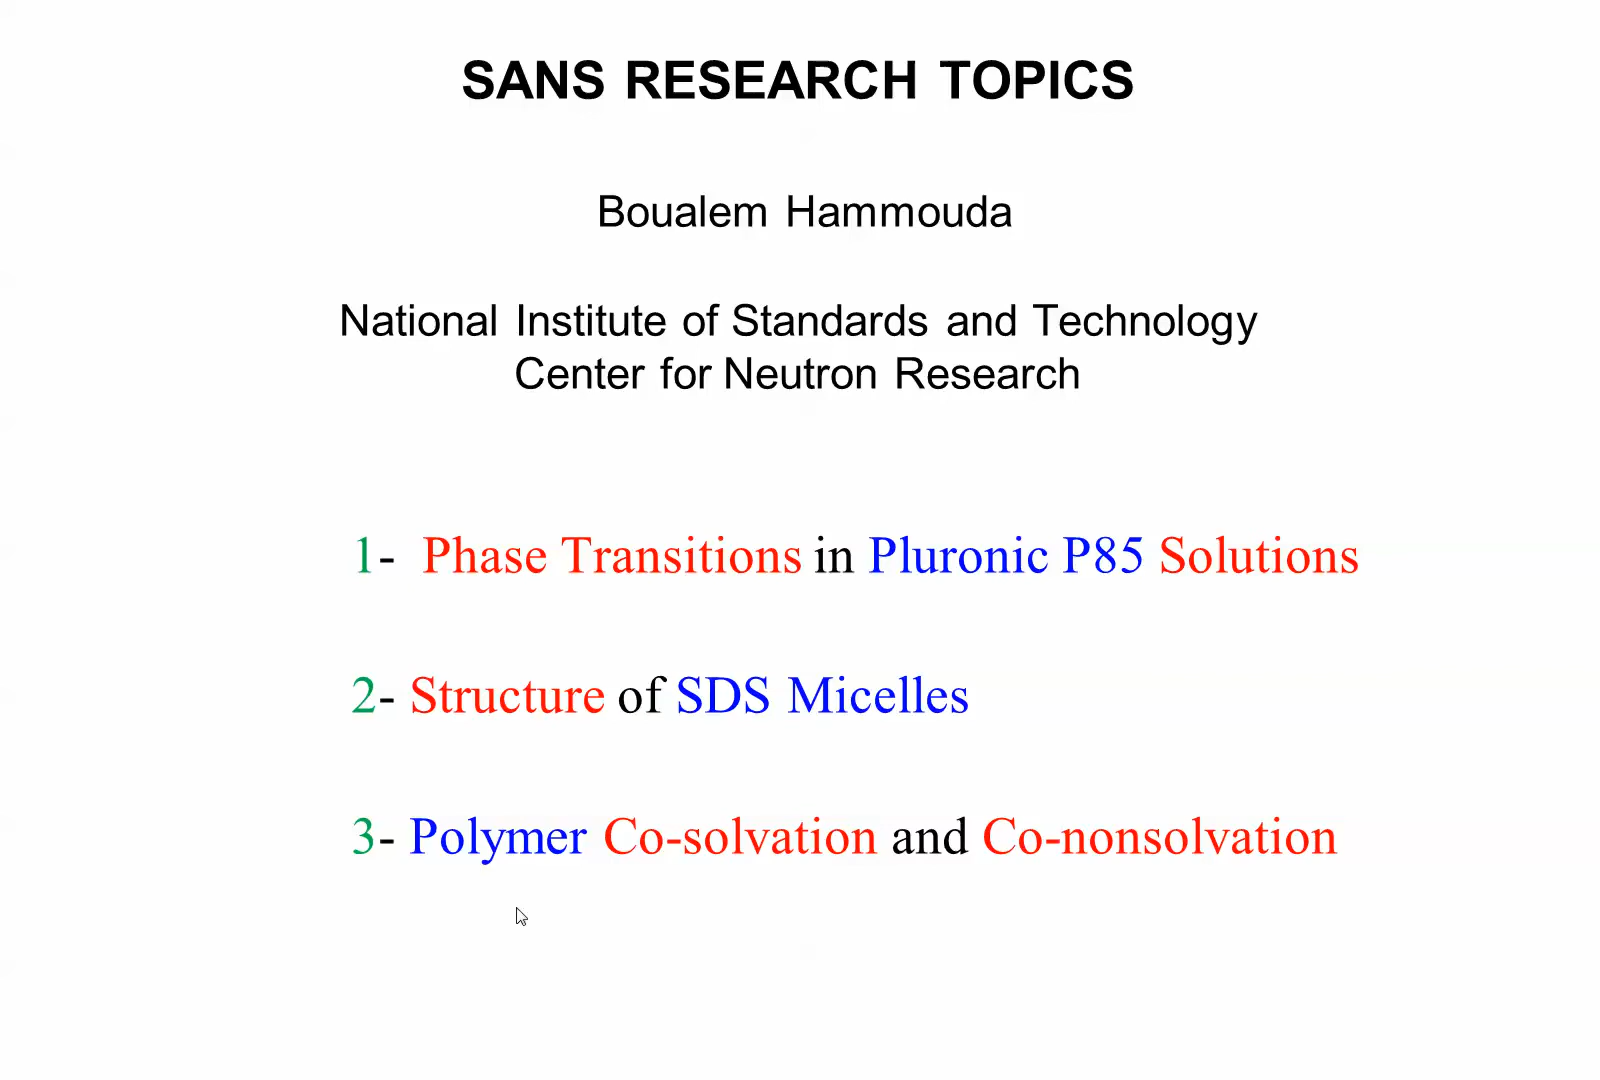 SANS RESEARCH TOPICS
Boualem Hammouda
National Institute of Standards and Technology
Center for Neutron Research
1- Phase Transitions in Pluronic P85 Solutions
2- Structure of SDS Micelles
3- Polymer Co-solvation and Co-nonsolvation